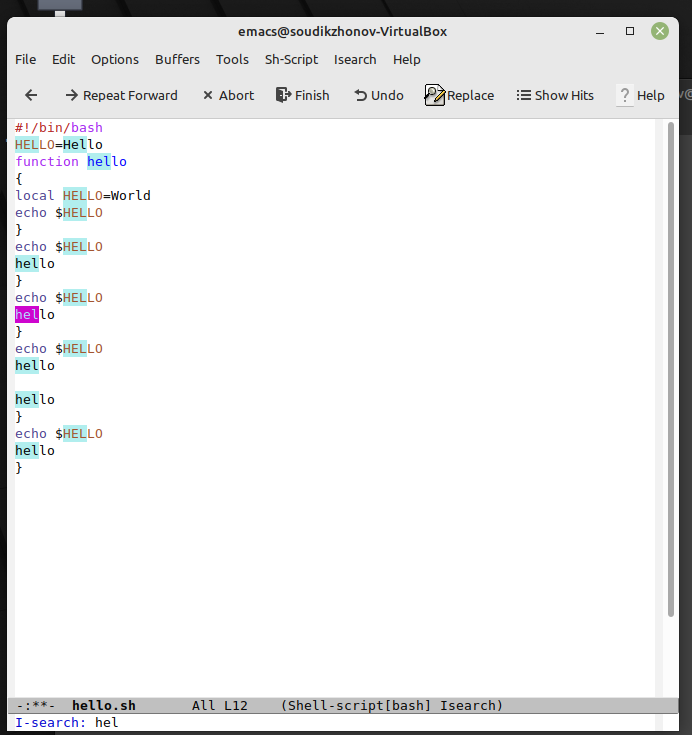 emacs@soudikzhonov-VirtualBox
File Edit Options Buffers Tools Sh-Script Isearch Help
Repeat Forward Abort Finish Undo Replace Show Hits ? Help
v@
#!/bin/bash
HELLO=Hello
function hello
{
local HELLO=World
echo $HELLO
}
echo $HELLO
hello
}
echo $HELLO
hello
}
echo $HELLO
hello
hello
}
echo $HELLO
hello
}
-:**- hello.sh All L12 (Shell-script[bash] Isearch)
I-search: hel